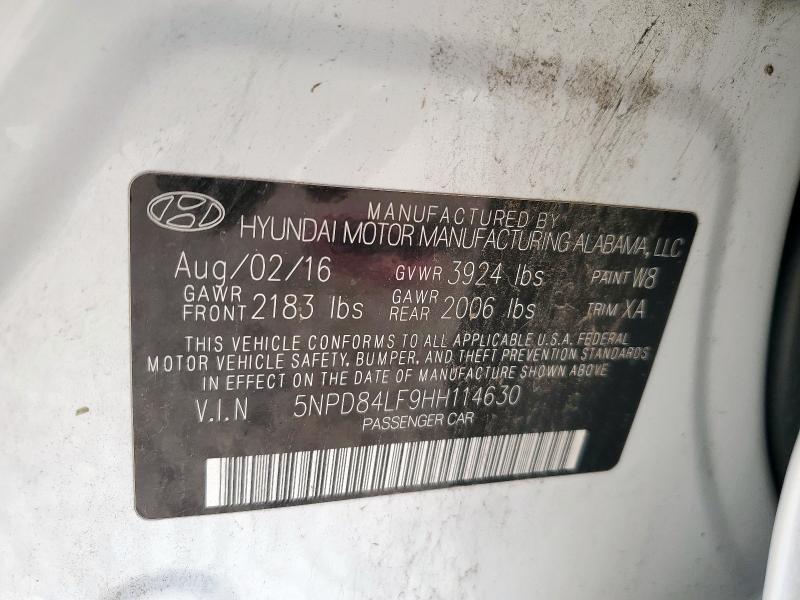 MANUFACTURED BY
HYUNDAI MOTOR MANUFACTURING ALABAMA, LLC
Aug/02/16 GVWR 3924 lbs PAINT W8
GAWR FRONT 2183 lbs GAWR REAR 2006 lbs TRIM XA
THIS VEHICLE CONFORMS TO ALL APPLICABLE U.S.A. FEDERAL
MOTOR VEHICLE SAFETY, BUMPER, AND THEFT PREVENTION STANDARDS
IN EFFECT ON THE DATE OF MANUFACTURE SHOWN ABOVE
V.I.N 5NPD84LF9HH114630
PASSENGER CAR